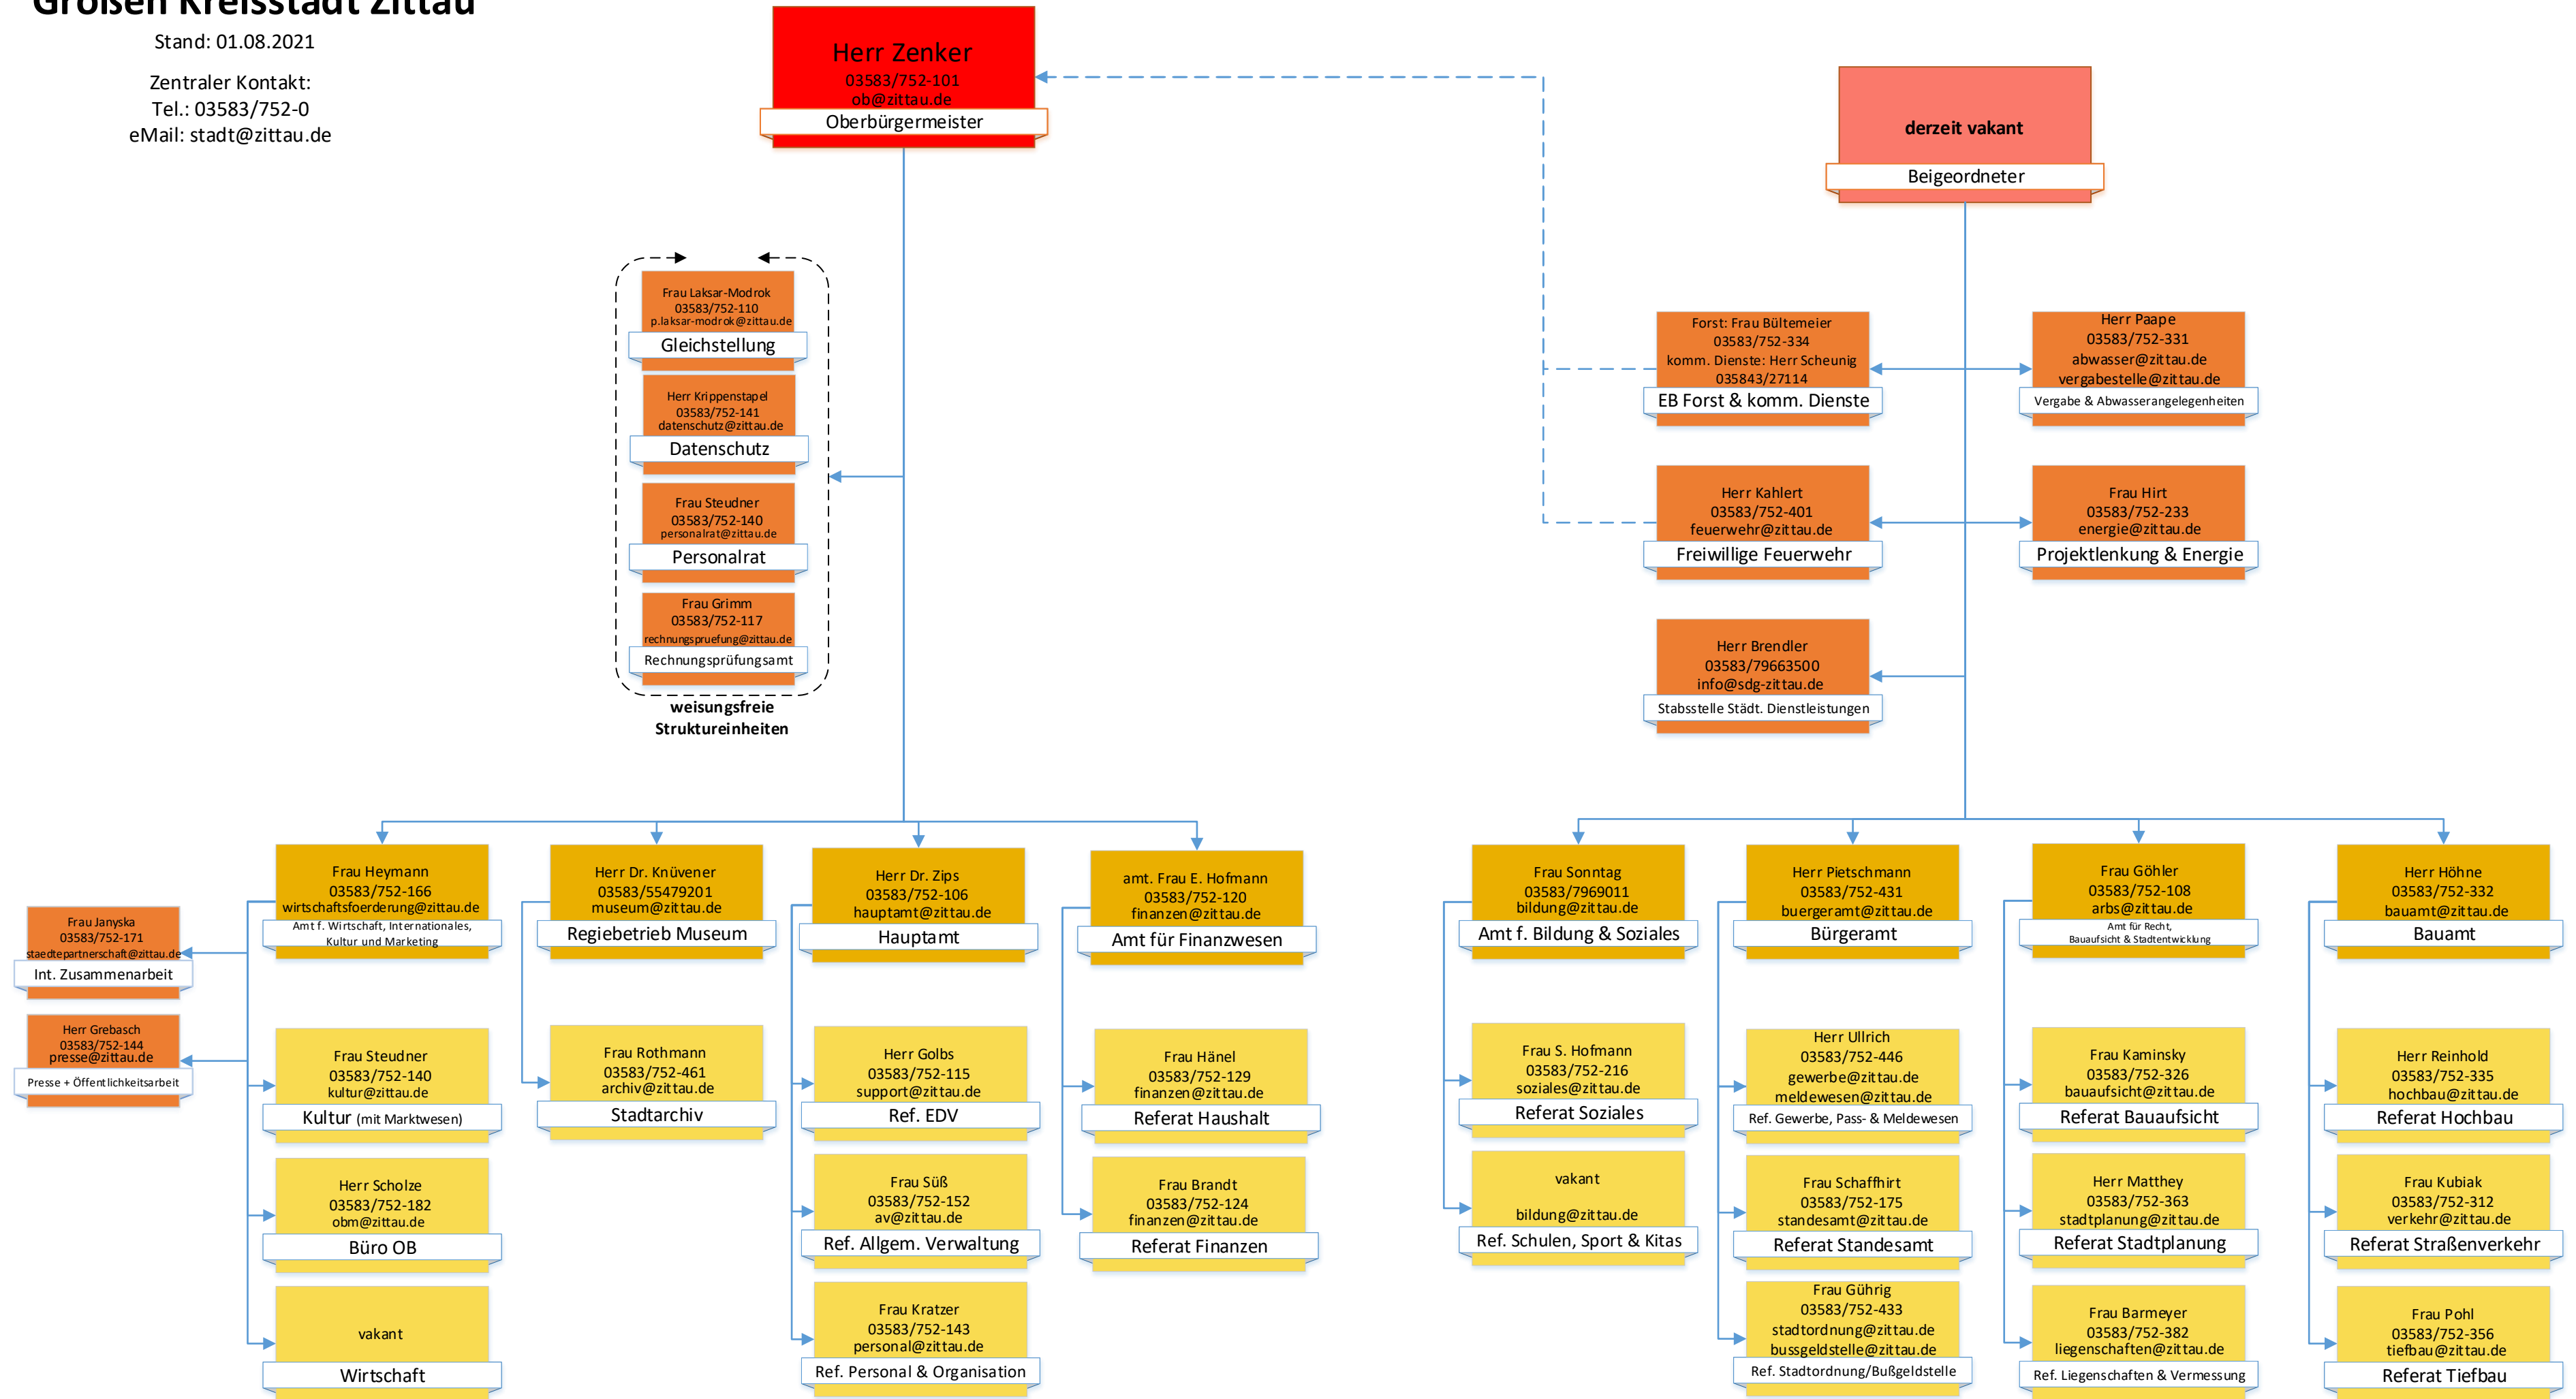 Großen Kreisstadt Zittau
Stand: 01.08.2021
Zentraler Kontakt:
Tel.: 03583/752-0
eMail: stadt@zittau.de
Herr Zenker
03583/752-101
ob@zittau.de
Oberbürgermeister
derzeit vakant
Beigeordneter
Frau Laksar-Modrok
03583/752-110
p.laksar-modrok@zittau.de
Gleichstellung
Herr Krippenstapel
03583/752-141
datenschutz@zittau.de
Datenschutz
Frau Steudner
03583/752-140
personalrat@zittau.de
Personalrat
Frau Grimm
03583/752-117
rechnungspruefung@zittau.de
Rechnungsprüfungsamt
weisungsfreie
Struktureinheiten
Forst: Frau Bültemeier
03583/752-334
komm. Dienste: Herr Scheunig
035843/27114
EB Forst & komm. Dienste
Herr Paape
03583/752-331
abwasser@zittau.de
vergabestelle@zittau.de
Vergabe & Abwasserangelegenheiten
Herr Kahlert
03583/752-401
feuerwehr@zittau.de
Freiwillige Feuerwehr
Frau Hirt
03583/752-233
energie@zittau.de
Projektlenkung & Energie
Herr Brendler
03583/79663500
info@sdg-zittau.de
Stabsstelle Städt. Dienstleistungen
Frau Heymann
03583/752-166
wirtschaftsfoerderung@zittau.de
Amt f. Wirtschaft, Internationales,
Kultur und Marketing
Frau Janyska
03583/752-171
staedtepartnerschaft@zittau.de
Int. Zusammenarbeit
Herr Grebasch
03583/752-144
presse@zittau.de
Presse + Öffentlichkeitsarbeit
Frau Steudner
03583/752-140
kultur@zittau.de
Kultur (mit Marktwesen)
Herr Scholze
03583/752-182
obm@zittau.de
Büro OB
vakant
Wirtschaft
Herr Dr. Knüvener
03583/55479201
museum@zittau.de
Regiebetrieb Museum
Frau Rothmann
03583/752-461
archiv@zittau.de
Stadtarchiv
Herr Dr. Zips
03583/752-106
hauptamt@zittau.de
Hauptamt
Herr Golbs
03583/752-115
support@zittau.de
Ref. EDV
Frau Süß
03583/752-152
av@zittau.de
Ref. Allgem. Verwaltung
Frau Kratzer
03583/752-143
personal@zittau.de
Ref. Personal & Organisation
amt. Frau E. Hofmann
03583/752-120
finanzen@zittau.de
Amt für Finanzwesen
Frau Hänel
03583/752-129
finanzen@zittau.de
Referat Haushalt
Frau Brandt
03583/752-124
finanzen@zittau.de
Referat Finanzen
Frau Sonntag
03583/7969011
bildung@zittau.de
Amt f. Bildung & Soziales
Frau S. Hofmann
03583/752-216
soziales@zittau.de
Referat Soziales
vakant
bildung@zittau.de
Ref. Schulen, Sport & Kitas
Herr Pietschmann
03583/752-431
buergeramt@zittau.de
Bürgeramt
Herr Ullrich
03583/752-446
gewerbe@zittau.de
meldewesen@zittau.de
Ref. Gewerbe, Pass- & Meldewesen
Frau Schaffhirt
03583/752-175
standesamt@zittau.de
Referat Standesamt
Frau Gührig
03583/752-433
stadtordnung@zittau.de
bussgeldstelle@zittau.de
Ref. Stadtordnung/Bußgeldstelle
Frau Göhler
03583/752-108
arbs@zittau.de
Amt für Recht,
Bauaufsicht & Stadtentwicklung
Frau Kaminsky
03583/752-326
bauaufsicht@zittau.de
Referat Bauaufsicht
Herr Matthey
03583/752-363
stadtplanung@zittau.de
Referat Stadtplanung
Frau Barmeyer
03583/752-382
liegenschaften@zittau.de
Ref. Liegenschaften & Vermessung
Herr Höhne
03583/752-332
bauamt@zittau.de
Bauamt
Herr Reinhold
03583/752-335
hochbau@zittau.de
Referat Hochbau
Frau Kubiak
03583/752-312
verkehr@zittau.de
Referat Straßenverkehr
Frau Pohl
03583/752-356
tiefbau@zittau.de
Referat Tiefbau